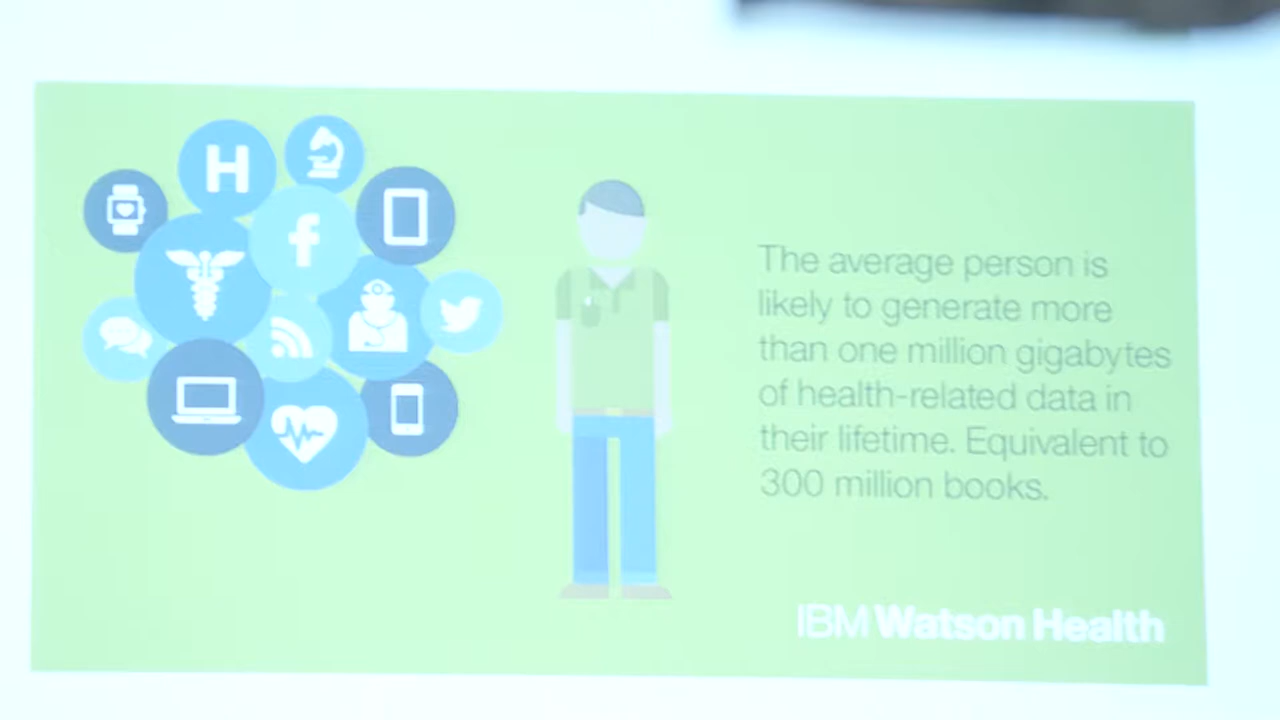 H
f
The average person is
likely to generate more
than one million gigabytes
of health-related data in
their lifetime. Equivalent to
300 million books.
IBM Watson Health